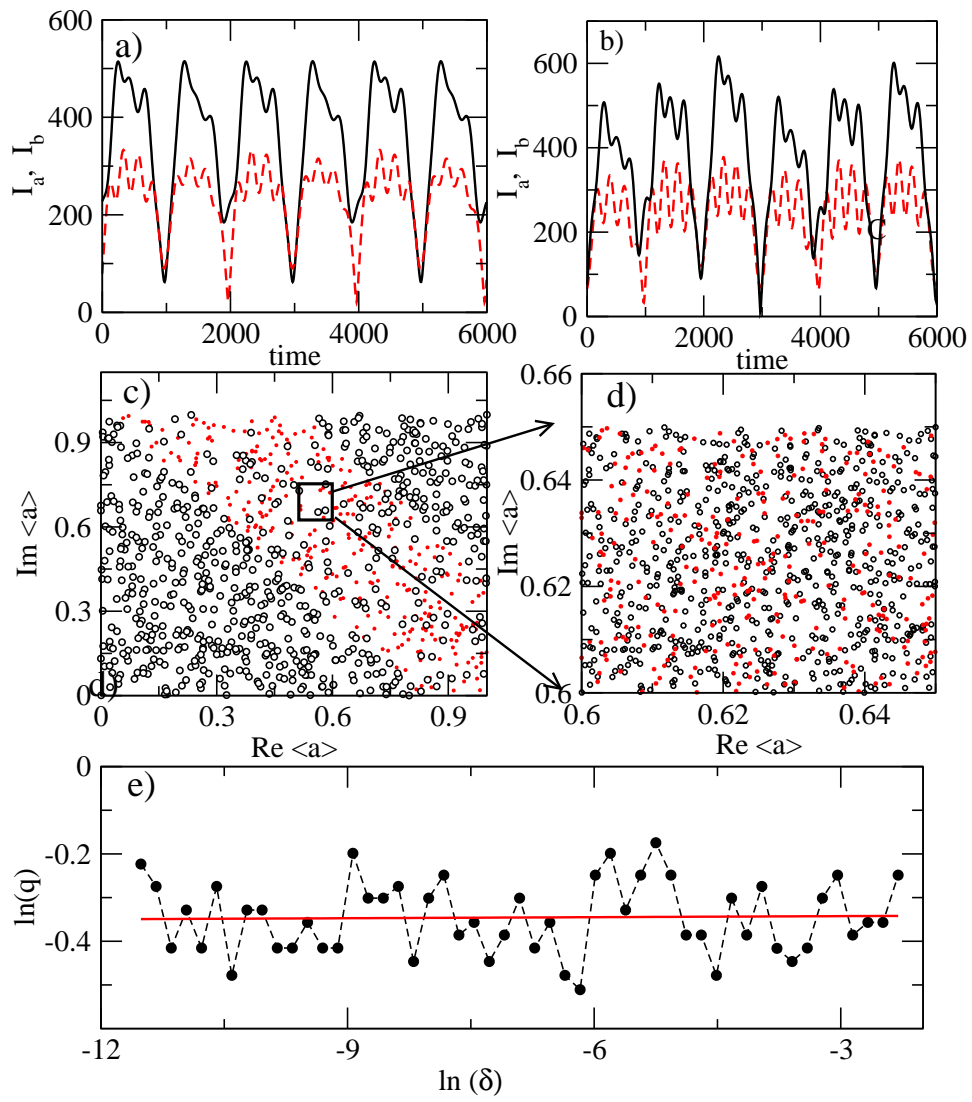 a)
I_a, I_b
600
400
200
0
0 2000 4000 6000
time
b)
I_a, I_b
600
400
200
0
C
0 2000 4000 6000
time
c)
Im <a>
0.9
0.6
0.3
0
0 0.3 0.6 0.9
Re <a>
d)
Im <a>
0.66
0.64
0.62
0.6
0.6 0.62 0.64
Re <a>
e)
ln(q)
0
-0.2
-0.4
-12 -9 -6 -3
ln (δ)